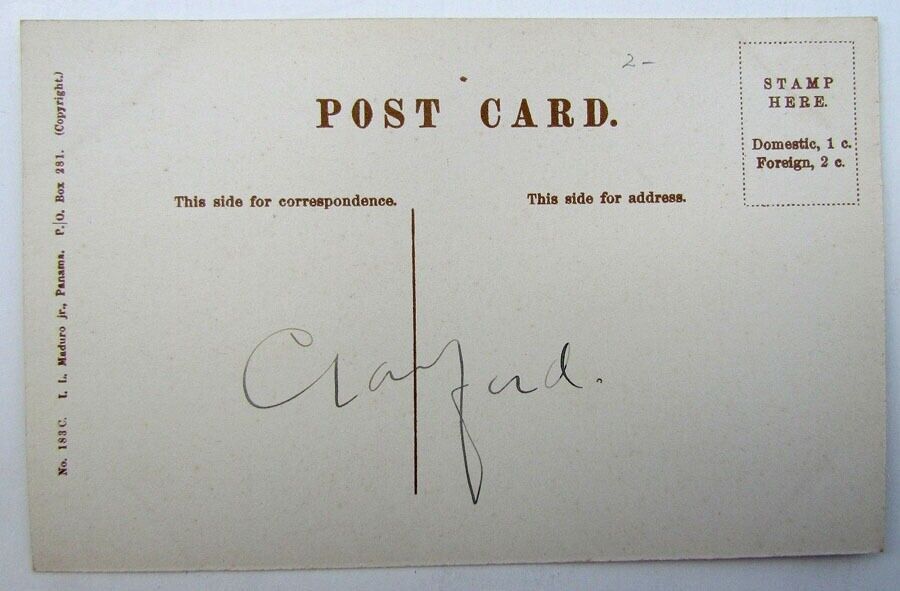 2-
POST CARD.
STAMP
HERE.
Domestic, 1 c.
Foreign, 2 c.
This side for correspondence.
This side for address.
Crawford.
No. 183 C. I. L. Maduro jr., Panama. P. O. Box 281. (Copyright.)